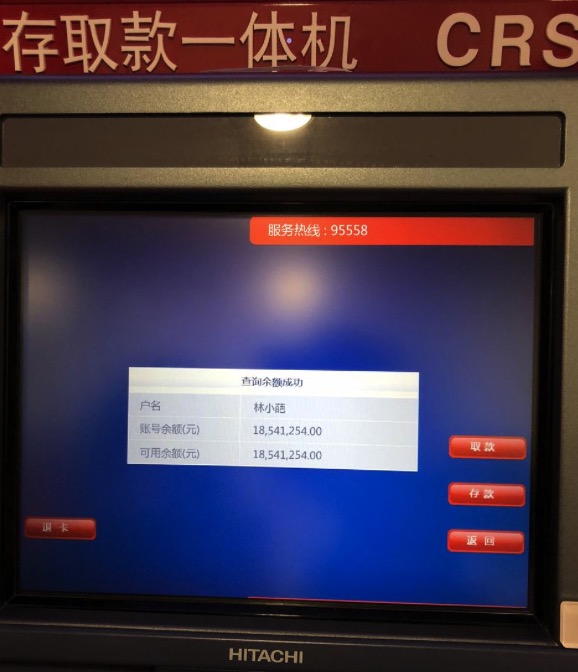 存取款一体机 CRS
服务热线：95558
查询余额成功
户名 林小葩
账号余额(元) 18,541,254.00
可用余额(元) 18,541,254.00
取款
存款
退卡
返回
HITACHI